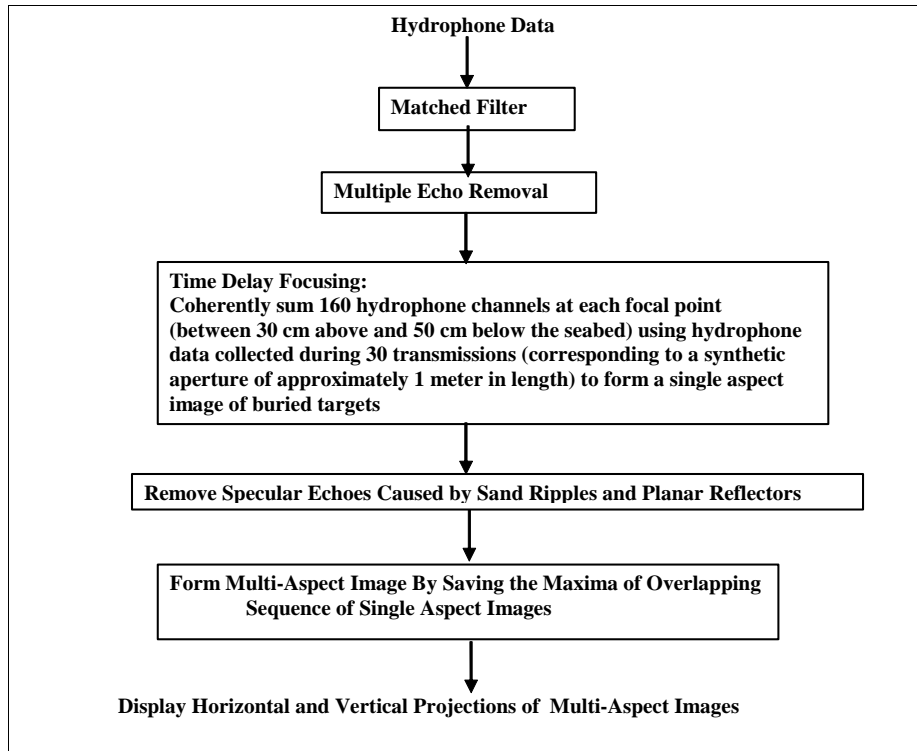 Hydrophone Data
Matched Filter
Multiple Echo Removal
Time Delay Focusing:
Coherently sum 160 hydrophone channels at each focal point
(between 30 cm above and 50 cm below the seabed) using hydrophone
data collected during 30 transmissions (corresponding to a synthetic
aperture of approximately 1 meter in length) to form a single aspect
image of buried targets
Remove Specular Echoes Caused by Sand Ripples and Planar Reflectors
Form Multi-Aspect Image By Saving the Maxima of Overlapping
Sequence of Single Aspect Images
Display Horizontal and Vertical Projections of Multi-Aspect Images